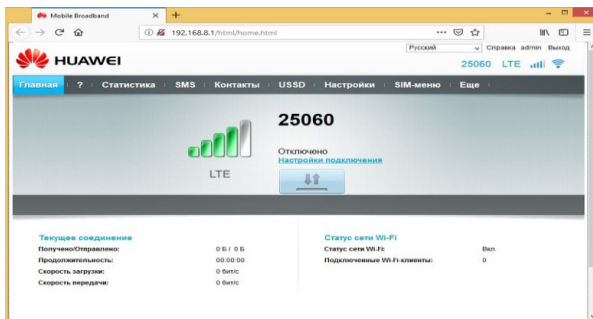 Mobile Broadband
192.168.8.1/html/home.html
Русский Справка admin Выход
HUAWEI
25060 LTE
Главная ? Статистика SMS Контакты USSD Настройки SIM-меню Еще
25060
Отключено
Настройки подключения
LTE
Текущее соединение
Получено/Отправлено: 0 Б / 0 Б
Продолжительность: 00:00:00
Скорость загрузки: 0 бит/с
Скорость передачи: 0 бит/с
Статус сети Wi-Fi
Статус сети Wi-Fi: Вкл.
Подключенные Wi-Fi-клиенты: 0